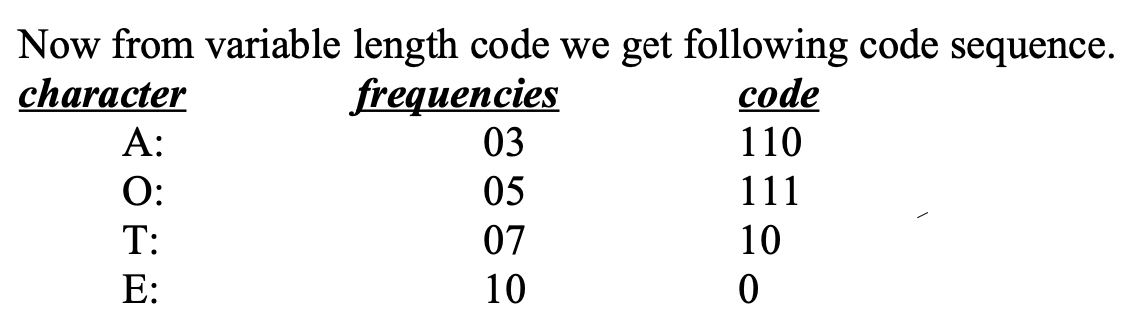 Now from variable length code we get following code sequence.
character frequencies code
A: 03 110
O: 05 111
T: 07 10
E: 10 0